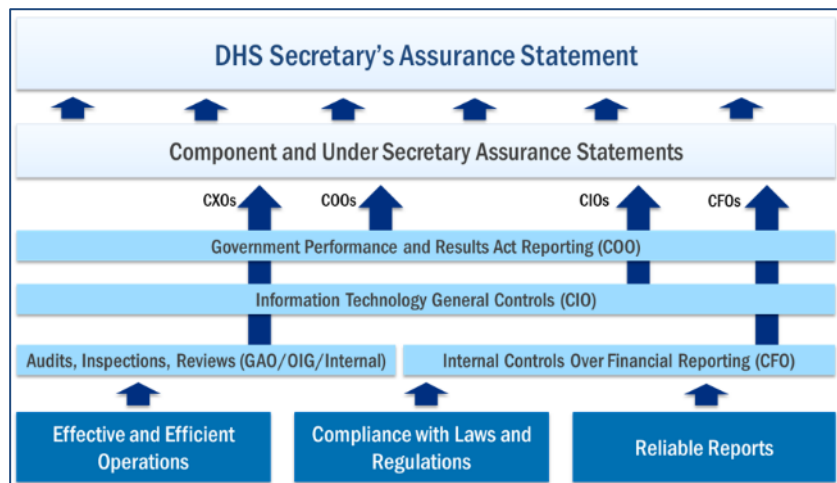 DHS Secretary's Assurance Statement
Component and Under Secretary Assurance Statements
CXOs
COOs
CIOs
CFOs
Government Performance and Results Act Reporting (COO)
Information Technology General Controls (CIO)
Audits, Inspections, Reviews (GAO/OIG/Internal)
Internal Controls Over Financial Reporting (CFO)
Effective and Efficient
Operations
Compliance with Laws and
Regulations
Reliable Reports